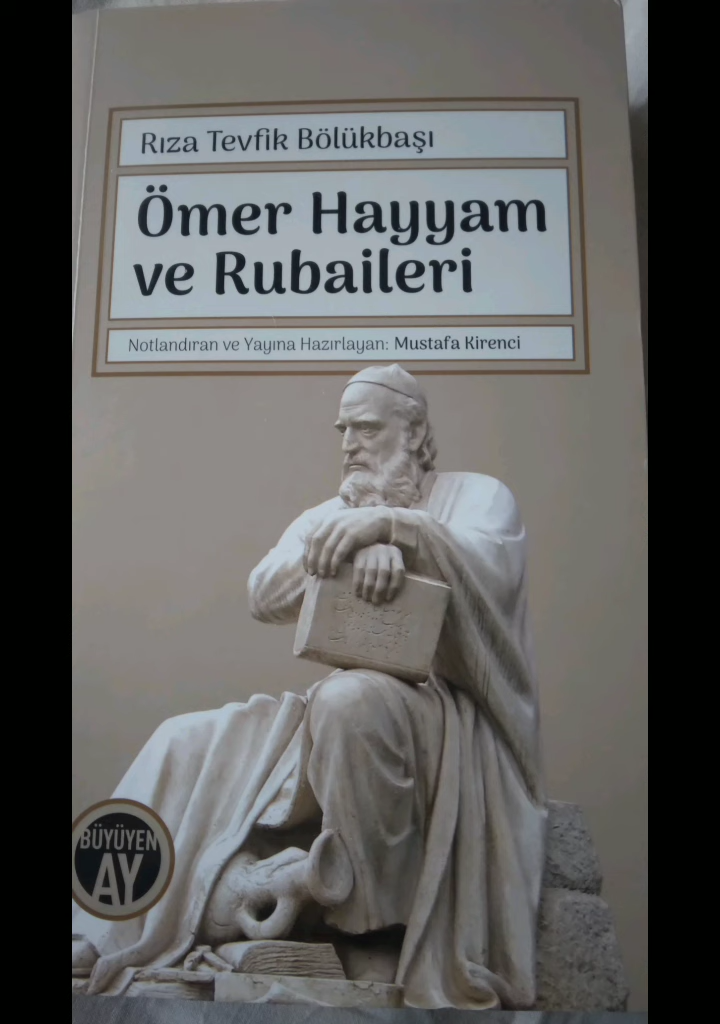 Rıza Tevfik Bölükbaşı
Ömer Hayyam
ve Rubaileri
Notlandıran ve Yayına Hazırlayan: Mustafa Kirenci
BÜYÜYEN
AY